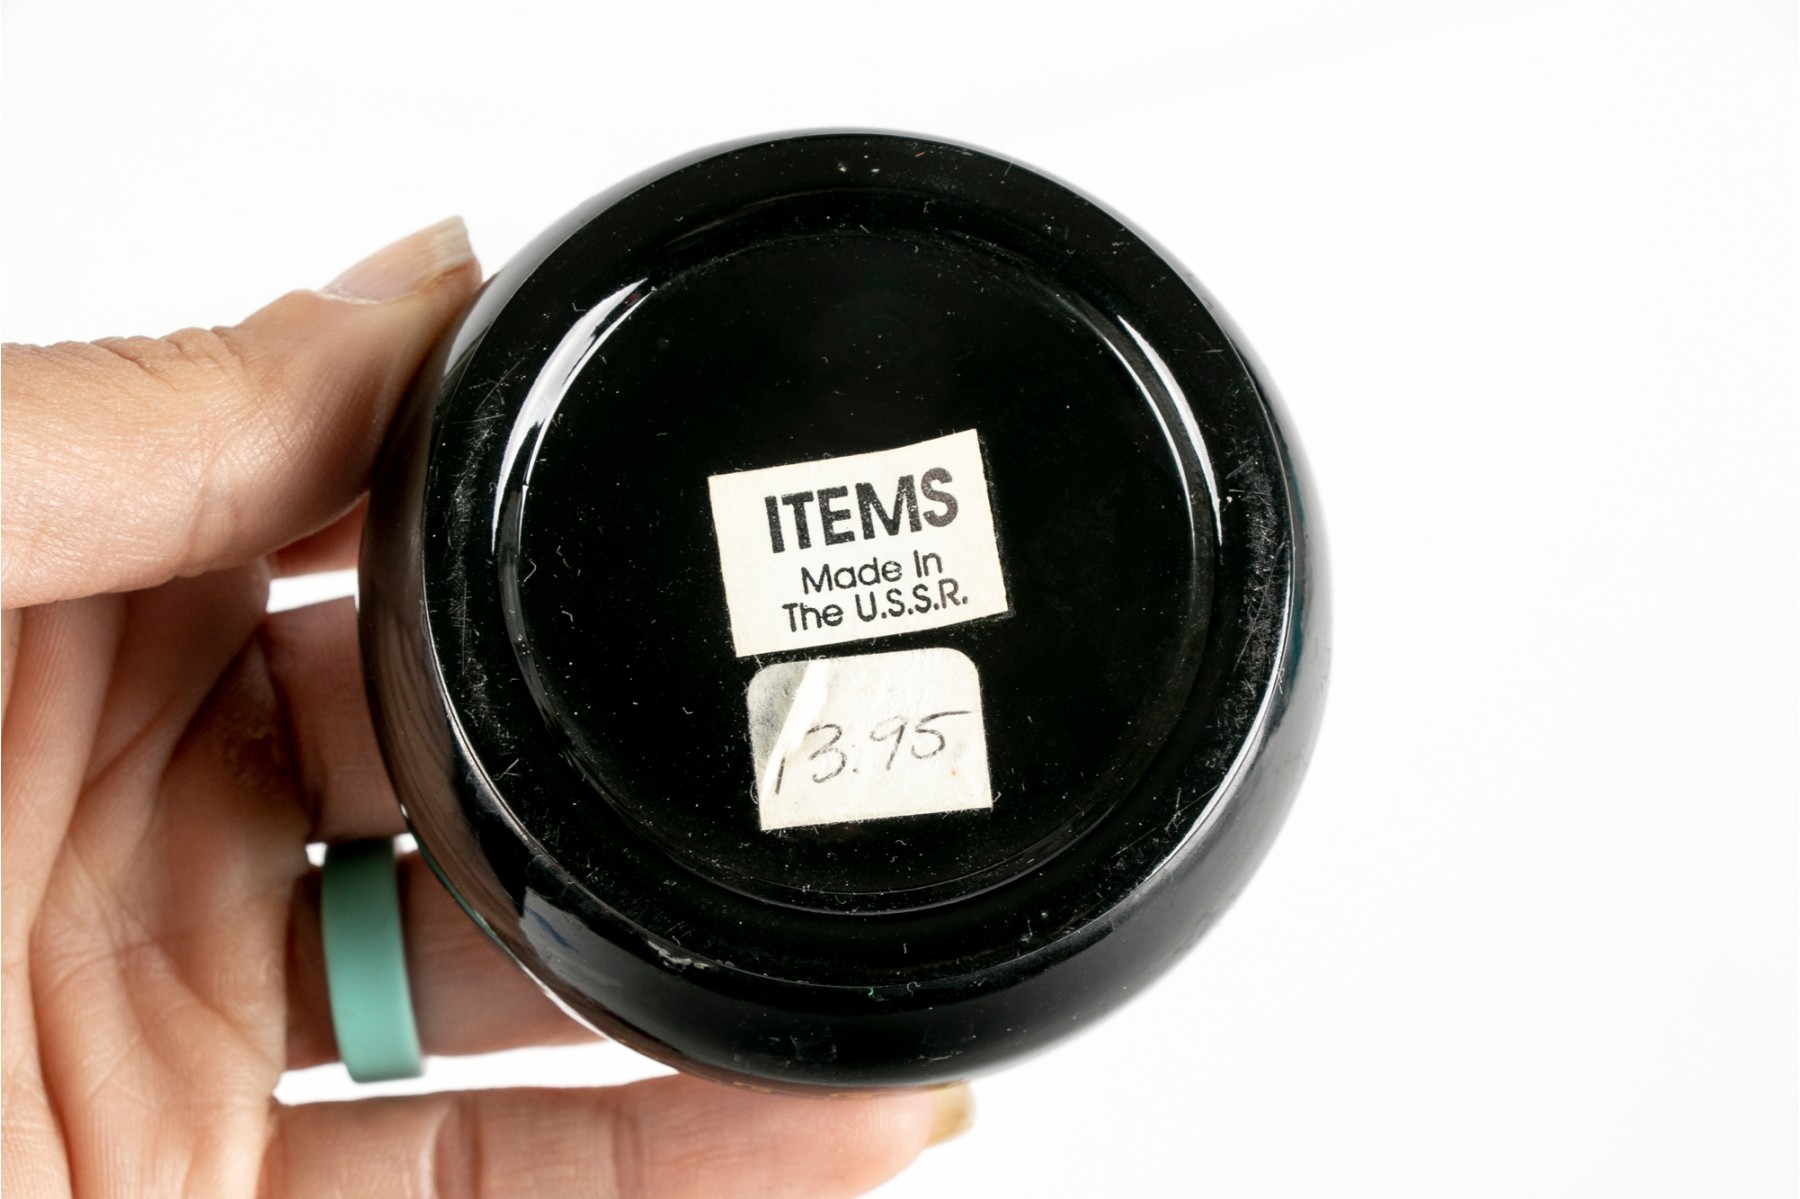 ITEMS
Made In
The U.S.S.R.
13.95